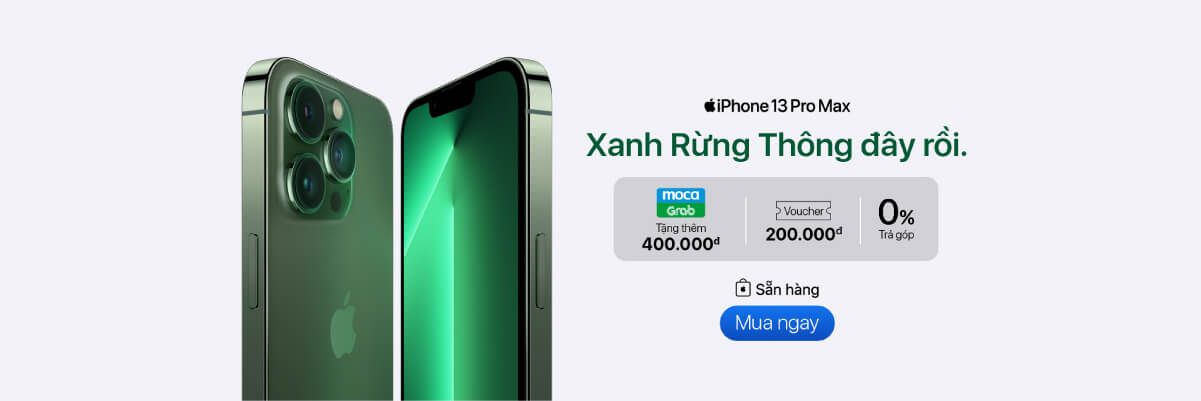 iPhone 13 Pro Max
Xanh Rừng Thông đây rồi.
moca
Grab
Tặng thêm
400.000đ
Voucher
200.000đ
0%
Trả góp
Sẵn hàng
Mua ngay